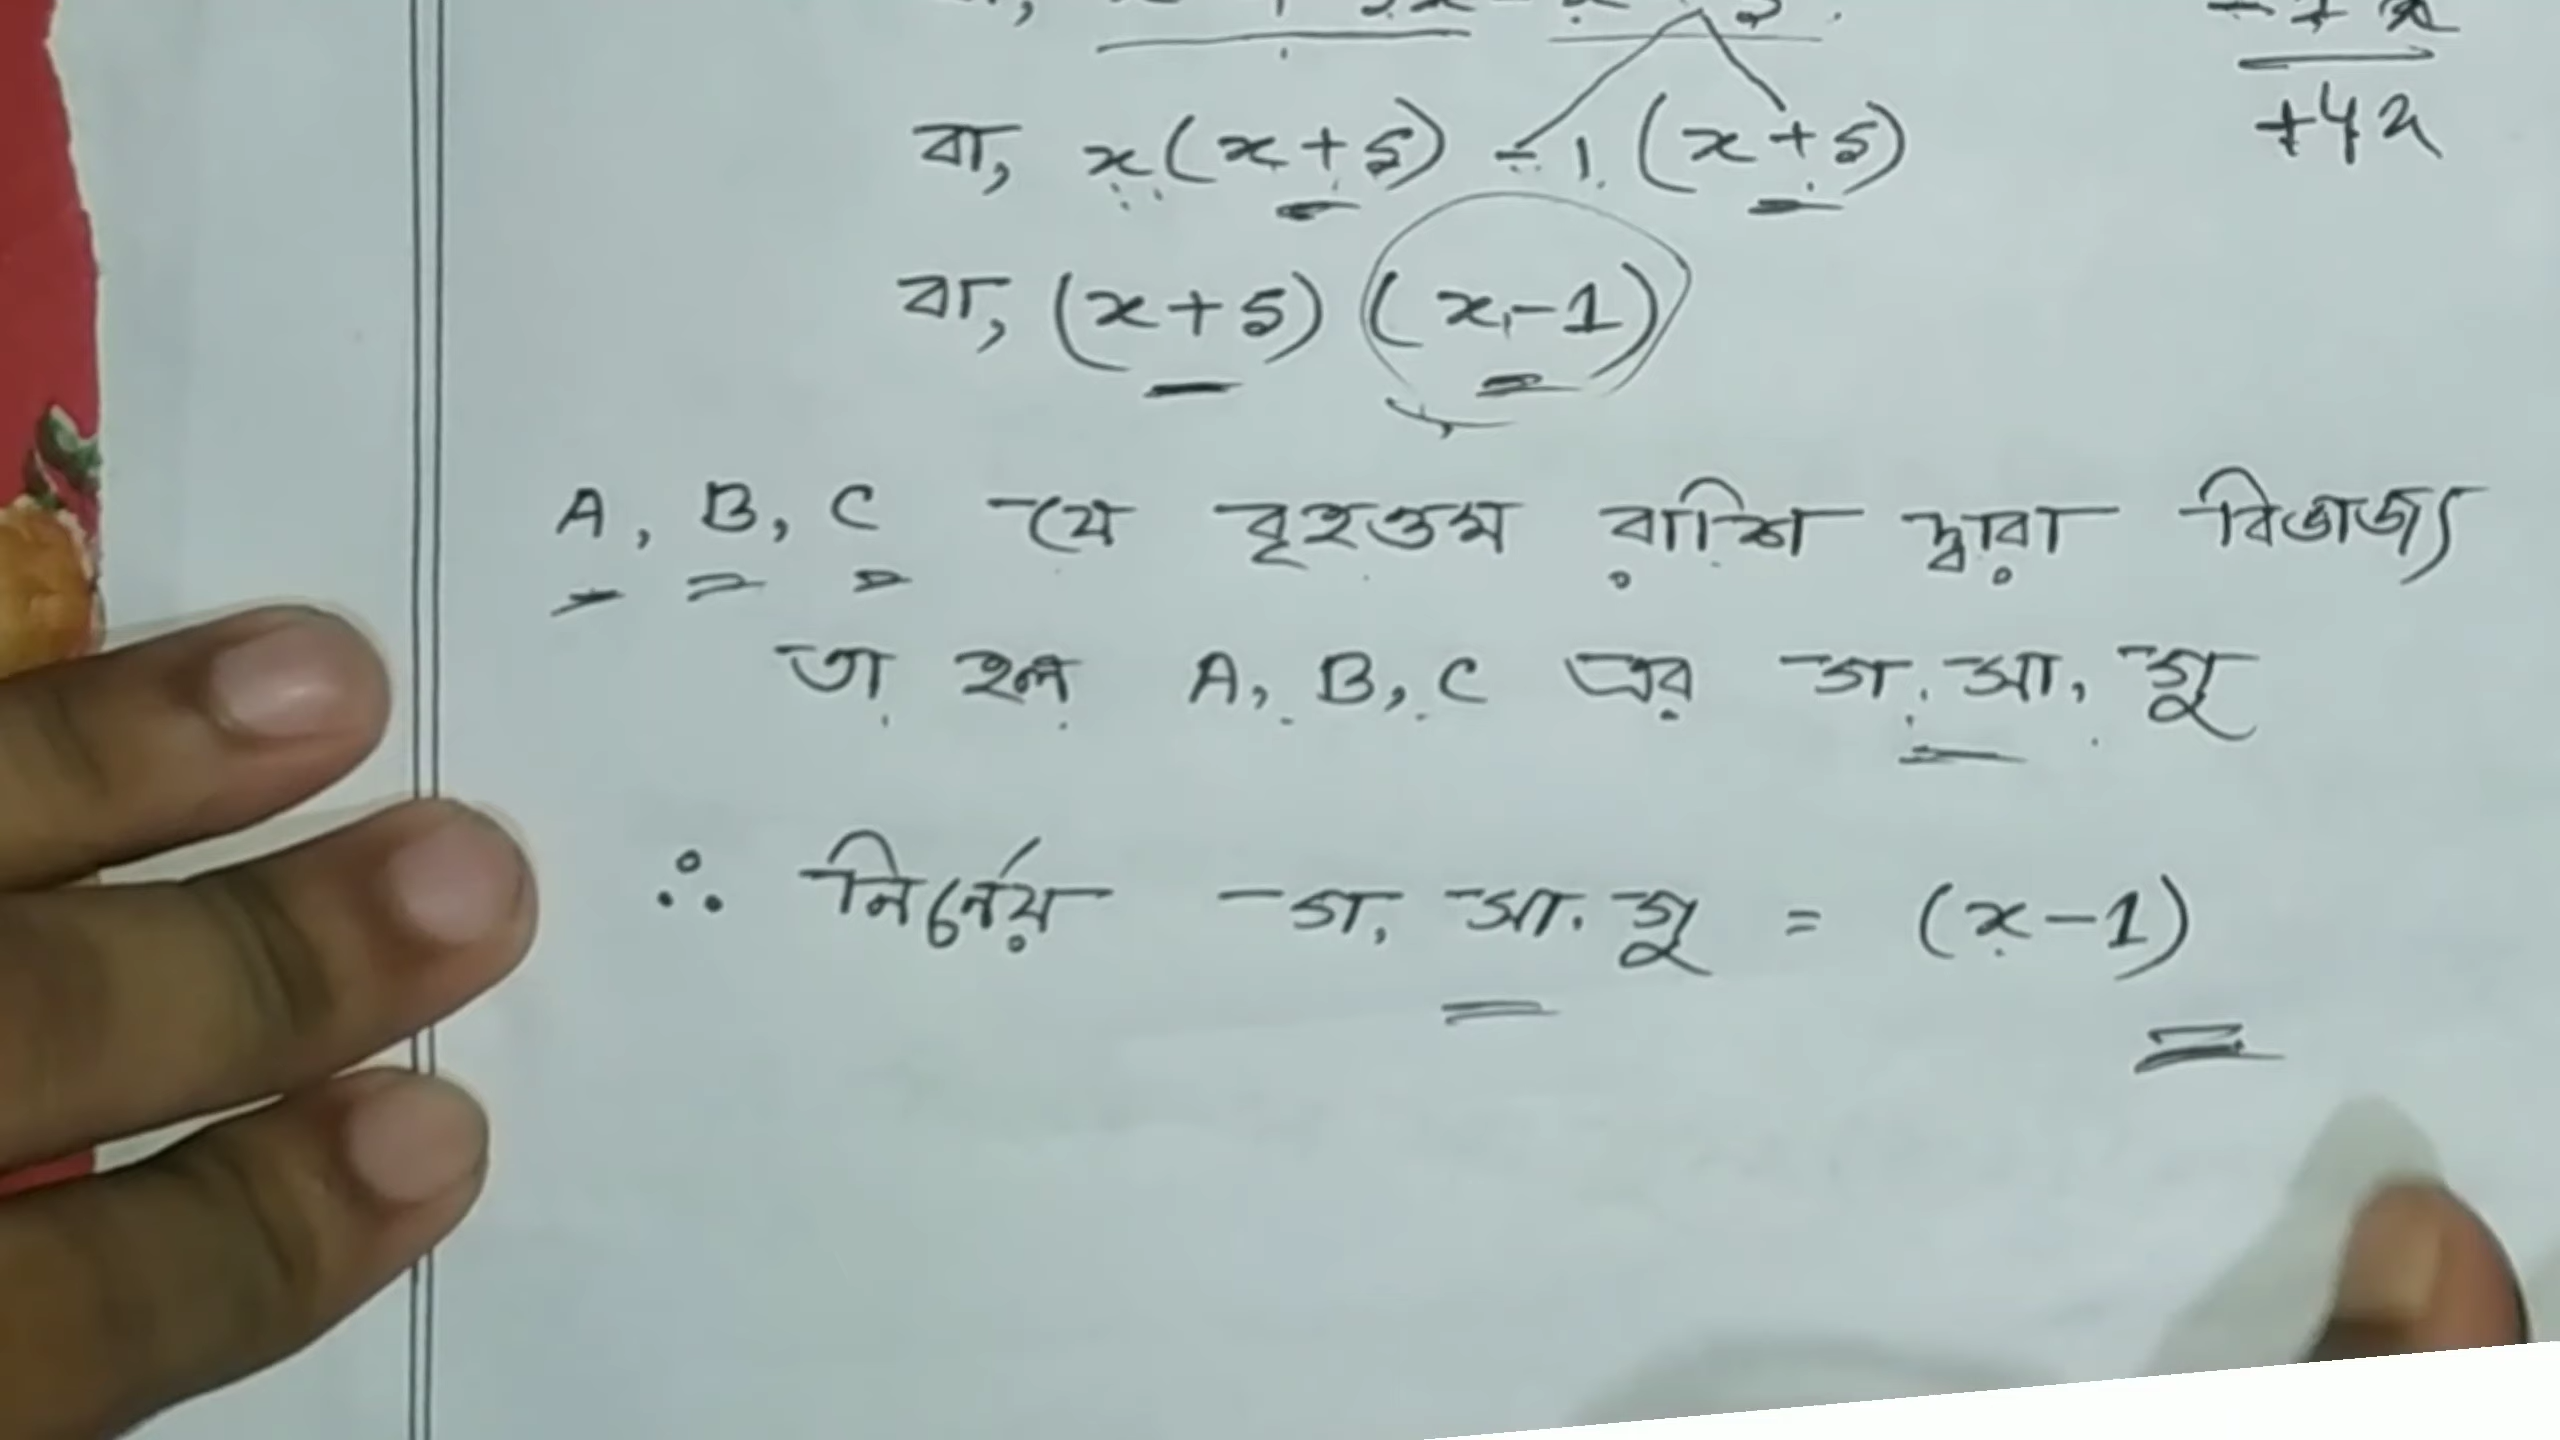 বা, x(x+5) -1 (x+5)
+4x
বা, (x+5) (x-1)
A, B, C যে বৃহত্তম রাশি দ্বারা বিভাজ্য
তা হল A, B, C এর গ. সা. গু
∴ নির্ণেয় গ. সা. গু = (x-1)